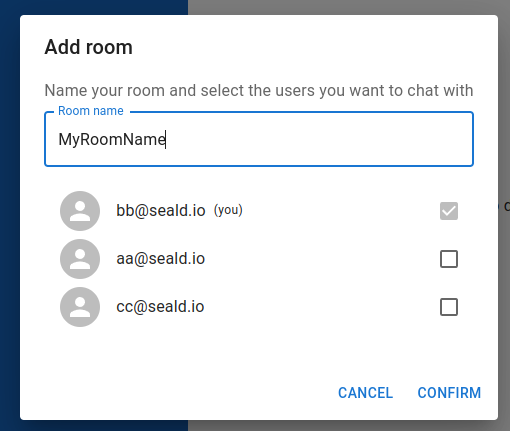 Add room
Name your room and select the users you want to chat with
Room name
MyRoomName
bb@seald.io (you)
aa@seald.io
cc@seald.io
CANCEL CONFIRM